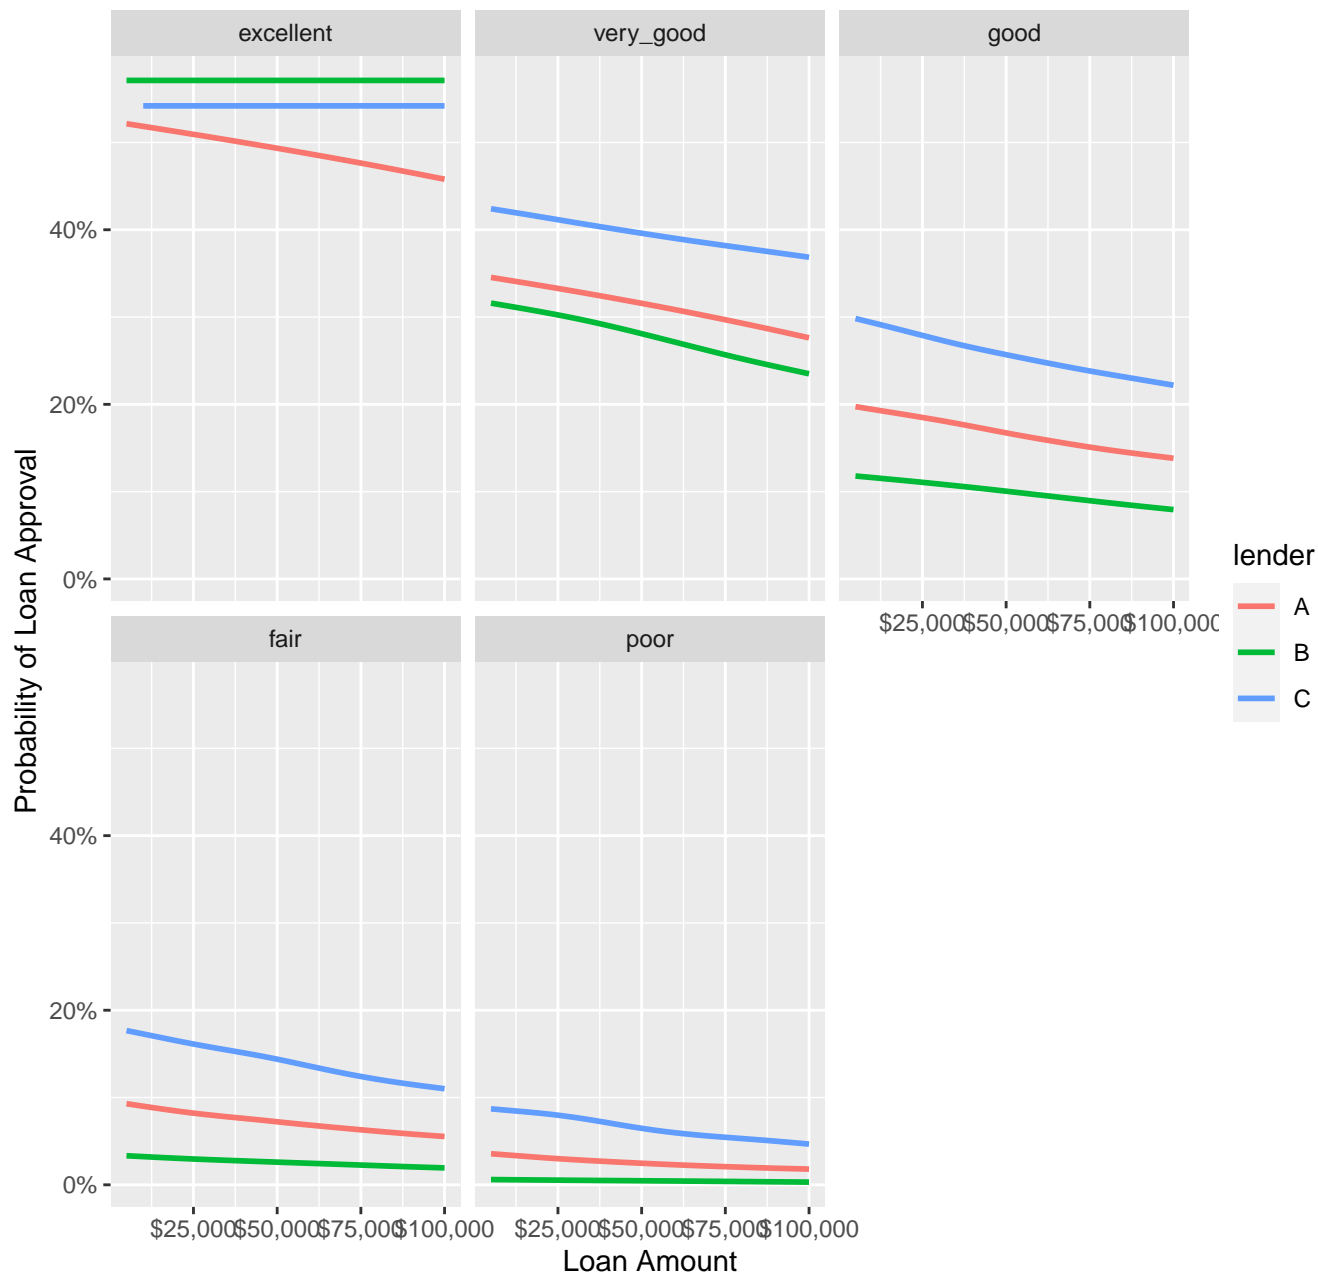 excellent
very_good
good
40%
20%
0%
$25,000 $50,000 $75,000 $100,000
fair
poor
40%
20%
0%
$25,000 $50,000 $75,000 $100,000
$25,000 $50,000 $75,000 $100,000
Loan Amount
Probability of Loan Approval
lender
A
B
C